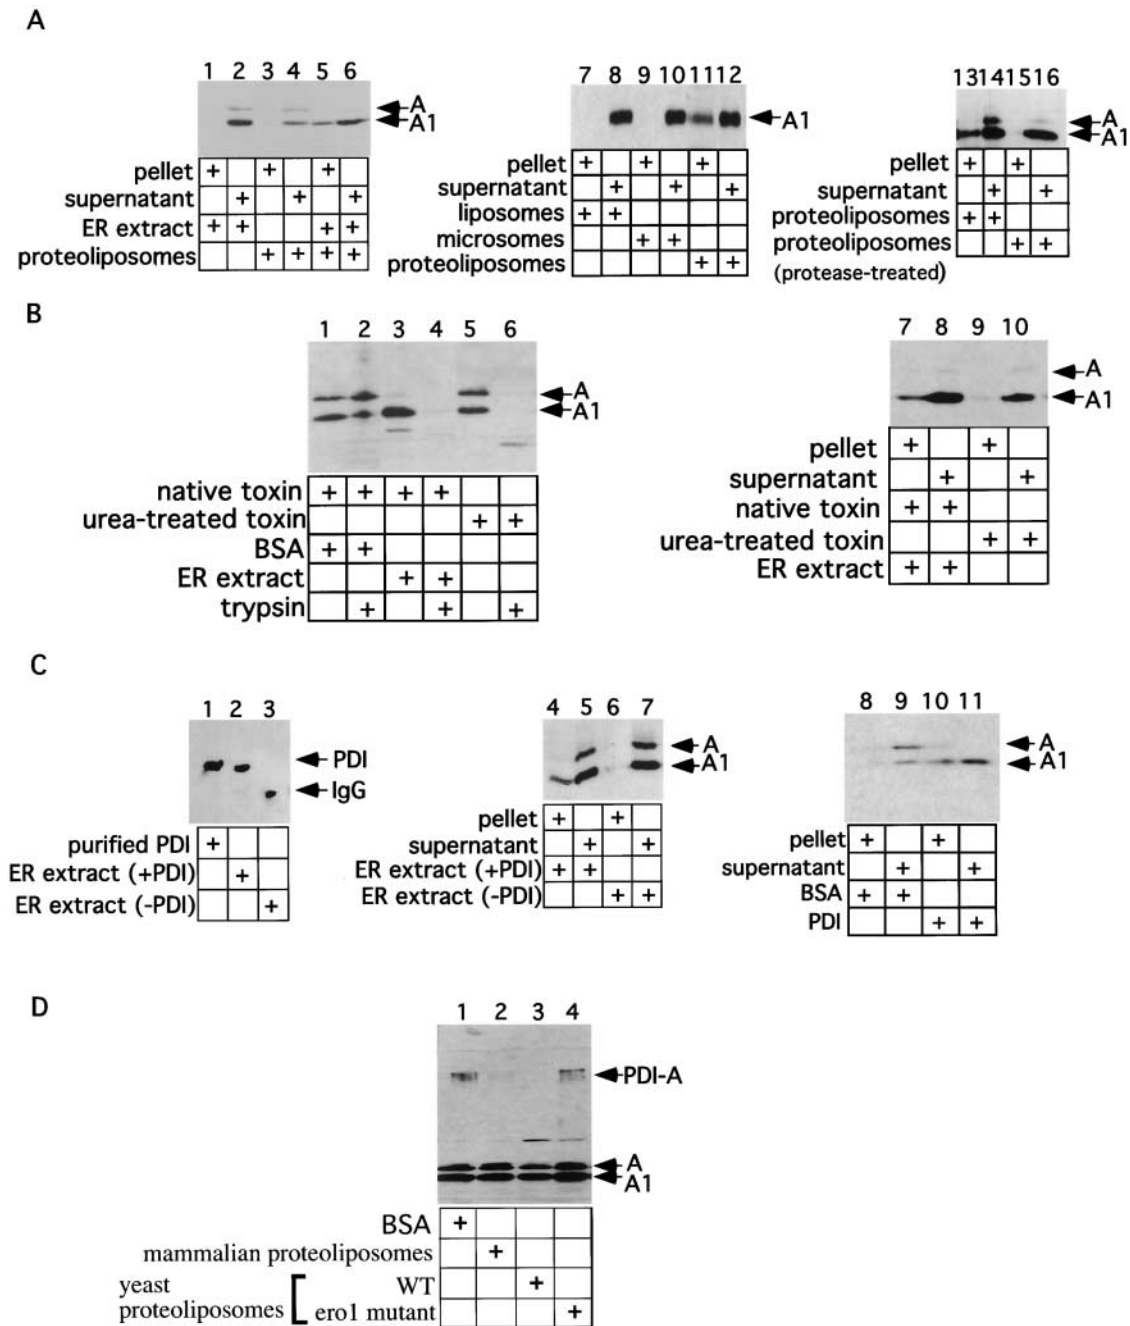 A
1 2 3 4 5 6
A
A1
pellet + + +
supernatant + + +
ER extract + + + +
proteoliposomes + + + +
7 8 9 10 11 12
A1
pellet + + +
supernatant + + +
liposomes + +
microsomes + +
proteoliposomes + +
13 14 15 16
A
A1
pellet + +
supernatant + +
proteoliposomes + +
proteoliposomes + +
(protease-treated)
B
1 2 3 4 5 6
A
A1
native toxin + + + +
urea-treated toxin + +
BSA + +
ER extract + +
trypsin + + +
7 8 9 10
A
A1
pellet + +
supernatant + +
native toxin + +
urea-treated toxin + +
ER extract + +
C
1 2 3
PDI
IgG
purified PDI +
ER extract (+PDI) +
ER extract (-PDI) +
4 5 6 7
A
A1
pellet + +
supernatant + +
ER extract (+PDI) + +
ER extract (-PDI) + +
8 9 10 11
A
A1
pellet + +
supernatant + +
BSA + +
PDI + +
D
1 2 3 4
PDI-A
A
A1
BSA +
mammalian proteoliposomes +
yeast WT +
proteoliposomes ero1 mutant +